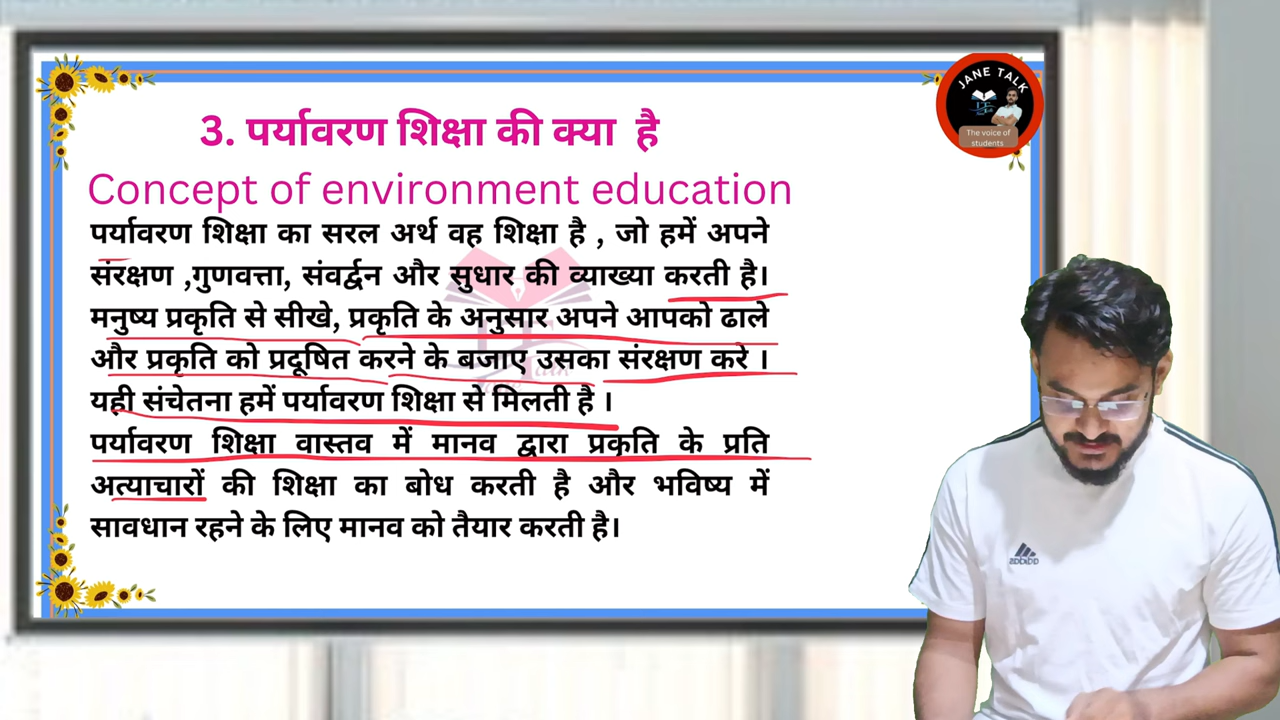 3. पर्यावरण शिक्षा की क्या है
Concept of environment education
पर्यावरण शिक्षा का सरल अर्थ वह शिक्षा है , जो हमें अपने
संरक्षण ,गुणवत्ता, संवर्द्वन और सुधार की व्याख्या करती है।
मनुष्य प्रकृति से सीखे, प्रकृति के अनुसार अपने आपको ढाले
और प्रकृति को प्रदूषित करने के बजाए उसका संरक्षण करे ।
यही संचेतना हमें पर्यावरण शिक्षा से मिलती है ।
पर्यावरण शिक्षा वास्तव में मानव द्वारा प्रकृति के प्रति
अत्याचारों की शिक्षा का बोध करती है और भविष्य में
सावधान रहने के लिए मानव को तैयार करती है।
JANE TALK
The voice of
students